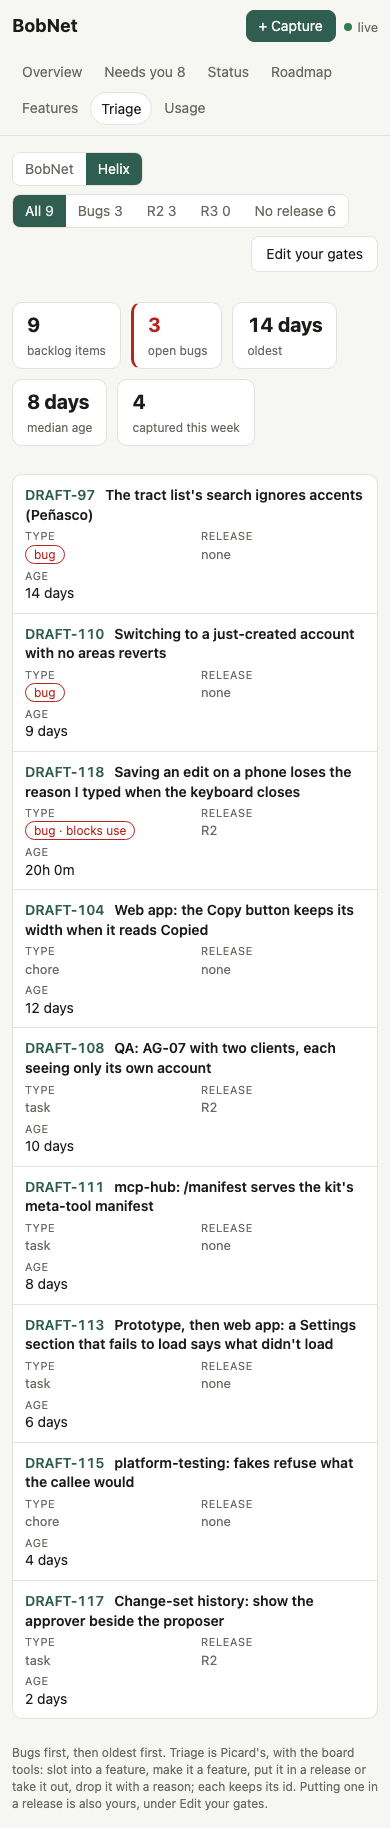 BobNet
+ Capture
live
Overview
Needs you 8
Status
Roadmap
Features
Triage
Usage
BobNet
Helix
All 9
Bugs 3
R2 3
R3 0
No release 6
Edit your gates
9
backlog items
3
open bugs
14 days
oldest
8 days
median age
4
captured this week
DRAFT-97 The tract list's search ignores accents
(Peñasco)
TYPE
bug
RELEASE
none
AGE
14 days
DRAFT-110 Switching to a just-created account
with no areas reverts
TYPE
bug
RELEASE
none
AGE
9 days
DRAFT-118 Saving an edit on a phone loses the
reason I typed when the keyboard closes
TYPE
bug · blocks use
RELEASE
R2
AGE
20h 0m
DRAFT-104 Web app: the Copy button keeps its
width when it reads Copied
TYPE
chore
RELEASE
none
AGE
12 days
DRAFT-108 QA: AG-07 with two clients, each
seeing only its own account
TYPE
task
RELEASE
R2
AGE
10 days
DRAFT-111 mcp-hub: /manifest serves the kit's
meta-tool manifest
TYPE
task
RELEASE
none
AGE
8 days
DRAFT-113 Prototype, then web app: a Settings
section that fails to load says what didn't load
TYPE
task
RELEASE
none
AGE
6 days
DRAFT-115 platform-testing: fakes refuse what
the callee would
TYPE
chore
RELEASE
none
AGE
4 days
DRAFT-117 Change-set history: show the
approver beside the proposer
TYPE
task
RELEASE
R2
AGE
2 days
Bugs first, then oldest first. Triage is Picard's, with the board
tools: slot into a feature, make it a feature, put it in a release or
take it out, drop it with a reason; each keeps its id. Putting one in
a release is also yours, under Edit your gates.